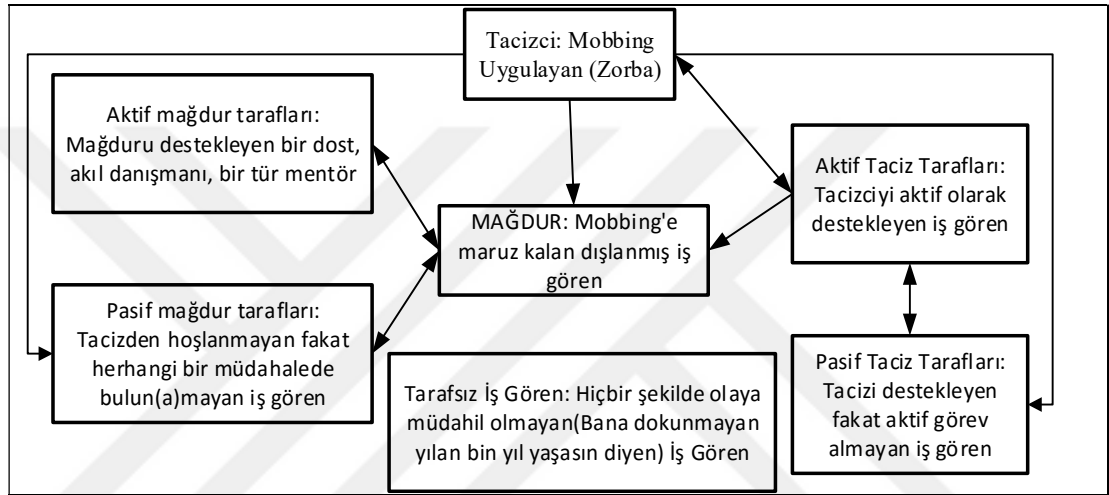 Tacizci: Mobbing
Uygulayan (Zorba)
Aktif mağdur tarafları:
Mağduru destekleyen bir dost,
akıl danışmanı, bir tür mentör
Aktif Taciz Tarafları:
Tacizciyi aktif olarak
destekleyen iş gören
MAĞDUR: Mobbing'e
maruz kalan dışlanmış iş
gören
Pasif mağdur tarafları:
Tacizden hoşlanmayan fakat
herhangi bir müdahalede
bulun(a)mayan iş gören
Tarafsız İş Gören: Hiçbir şekilde olaya
müdahil olmayan(Bana dokunmayan
yılan bin yıl yaşasın diyen) İş Gören
Pasif Taciz Tarafları:
Tacizi destekleyen
fakat aktif görev
almayan iş gören